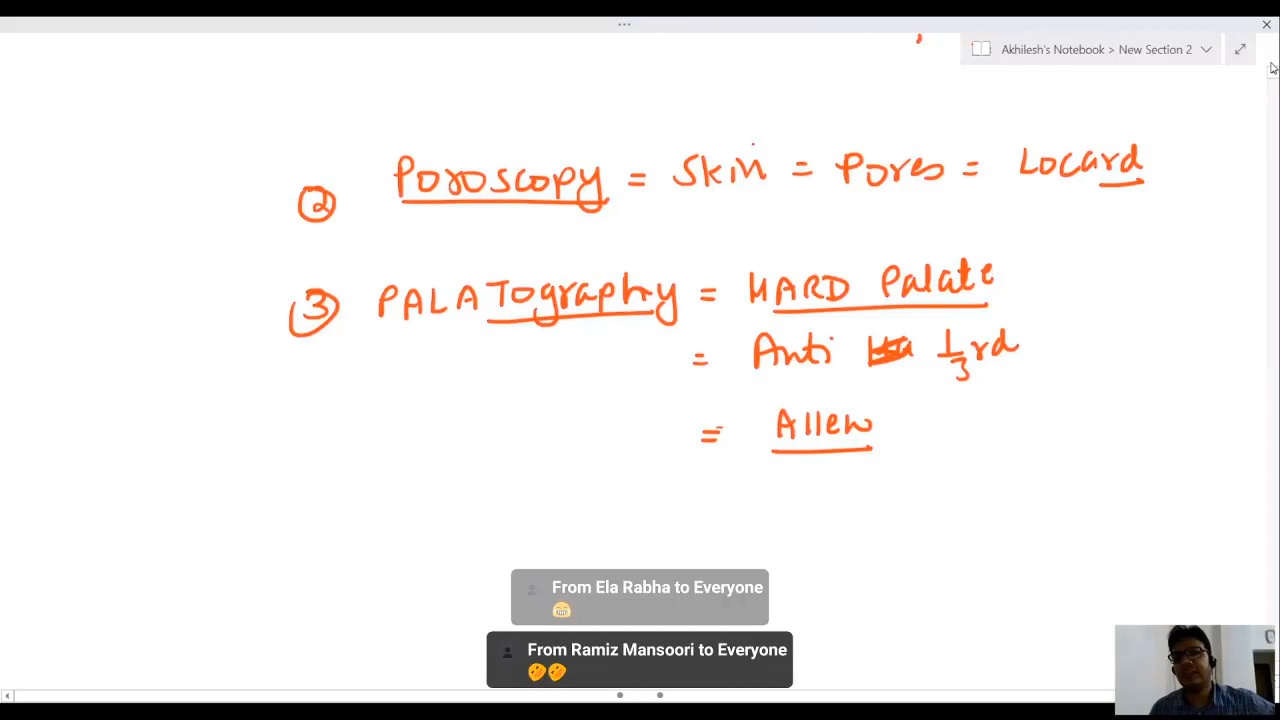 Akhilesh's Notebook > New Section 2
② Poroscopy = Skin = Pores = Locard
③ PALATography = HARD Palate
= Anti 1/3rd
= Allen
From Ela Rabha to Everyone
😁
From Ramiz Mansoori to Everyone
🤣🤣